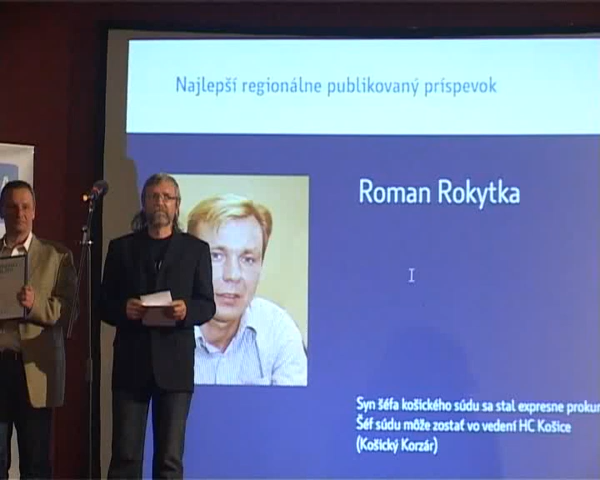 Najlepší regionálne publikovaný príspevok
Roman Rokytka
Syn šéfa košického súdu sa stal expresne
Šéf súdu môže zostať vo vedení HC Košice
(Košický Korzár)